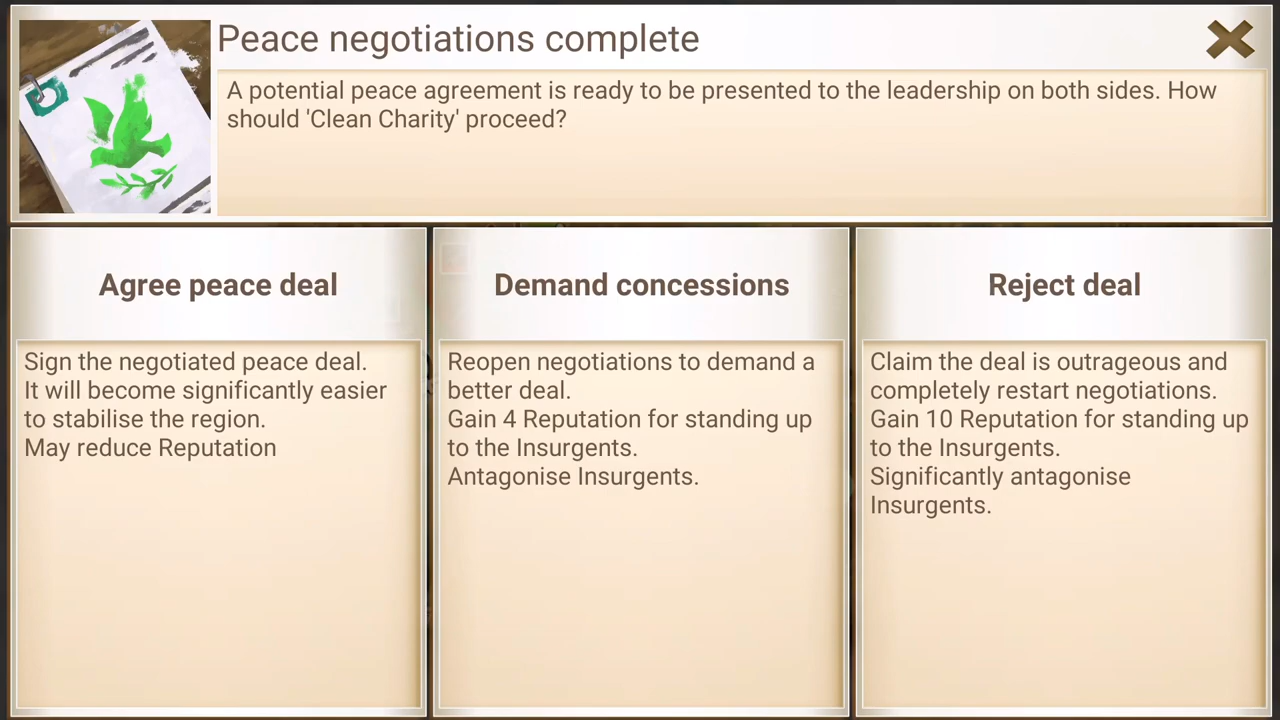 Peace negotiations complete
A potential peace agreement is ready to be presented to the leadership on both sides. How
should 'Clean Charity' proceed?
Agree peace deal
Sign the negotiated peace deal.
It will become significantly easier
to stabilise the region.
May reduce Reputation
Demand concessions
Reopen negotiations to demand a
better deal.
Gain 4 Reputation for standing up
to the Insurgents.
Antagonise Insurgents.
Reject deal
Claim the deal is outrageous and
completely restart negotiations.
Gain 10 Reputation for standing up
to the Insurgents.
Significantly antagonise
Insurgents.